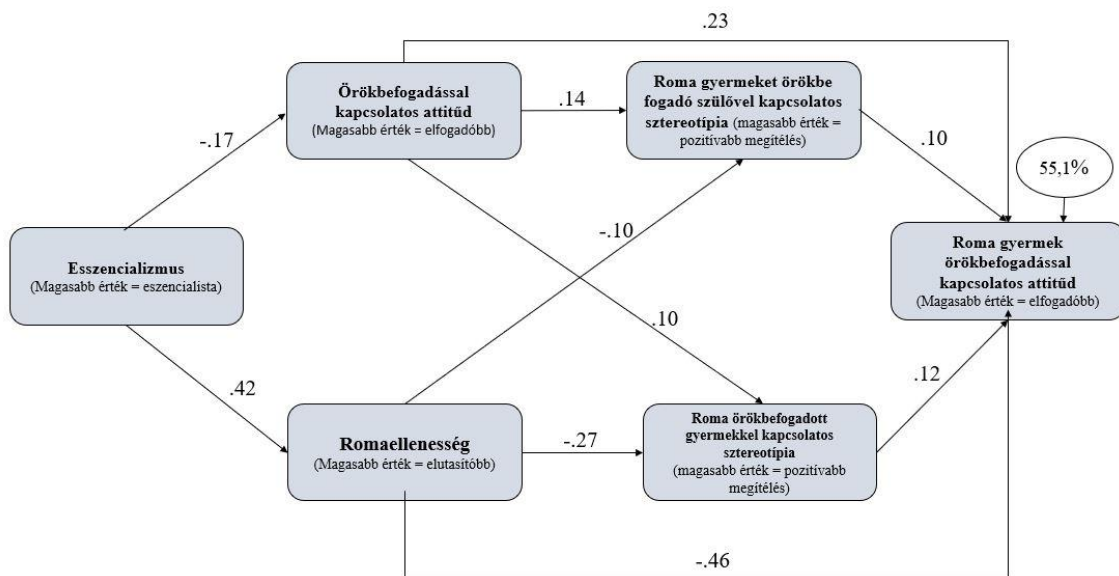 .23
Örökbefogadással
kapcsolatos attitűd
(Magasabb érték = elfogadóbb)
.14
Roma gyermeket örökbe
fogadó szülővel kapcsolatos
sztereotípia (magasabb érték =
pozitívabb megítélés)
-.17
.10
55,1%
Esszencializmus
(Magasabb érték = eszencialista)
-.10
Roma gyermek
örökbefogadással
kapcsolatos attitűd
(Magasabb érték = elfogadóbb)
.10
.42
.12
Romaellenesség
(Magasabb érték = elutasítóbb)
-.27
Roma örökbefogadott
gyermekkel kapcsolatos
sztereotípia
(magasabb érték = pozitívabb
megítélés)
-.46